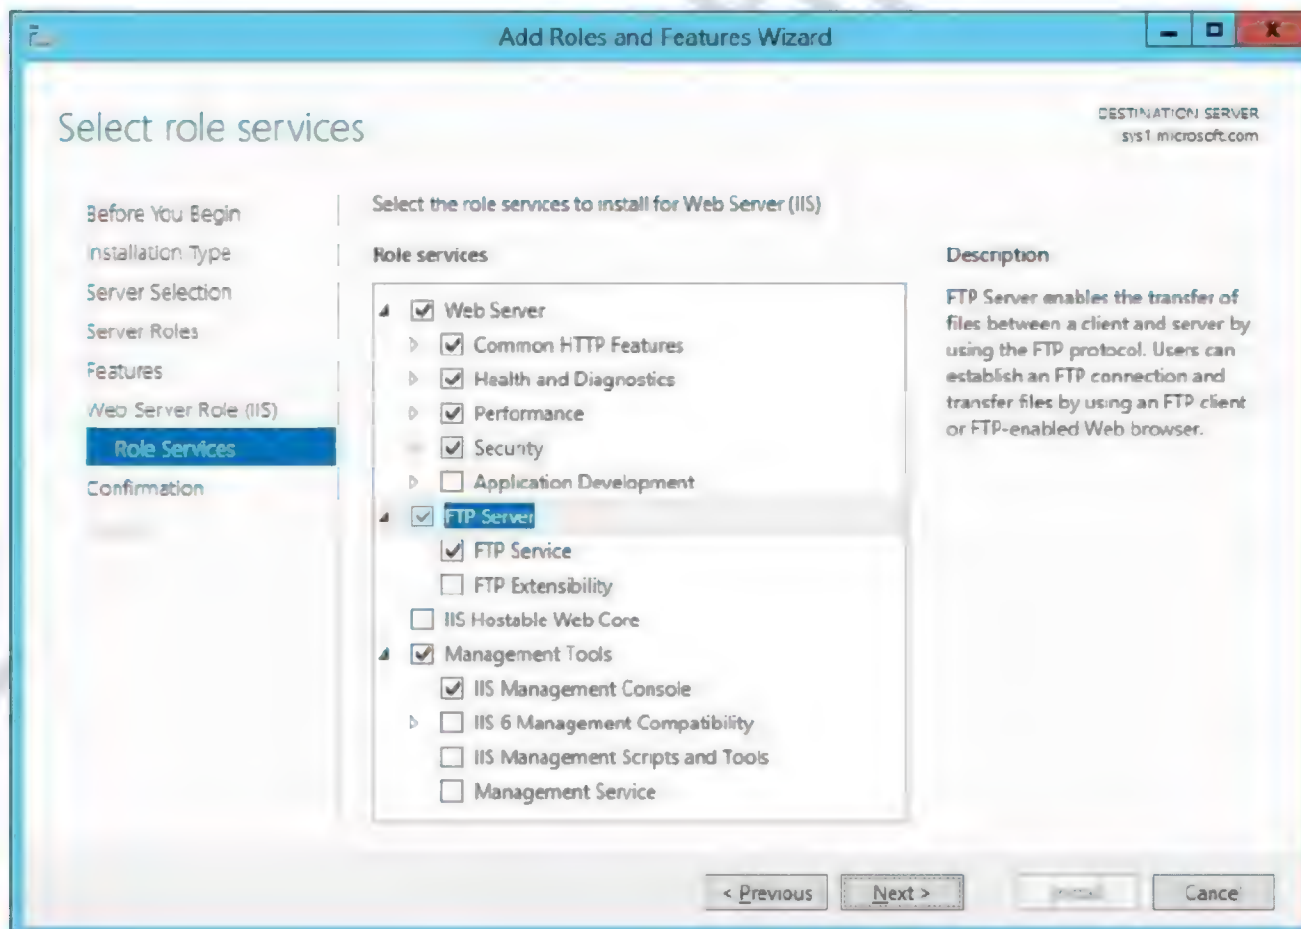 Add Roles and Features Wizard
Select role services
DESTINATION SERVER
sys1 microsoft.com
Before You Begin
Installation Type
Server Selection
Server Roles
Features
Web Server Role (IIS)
Role Services
Confirmation
Select the role services to install for Web Server (IIS)
Role services
Web Server
Common HTTP Features
Health and Diagnostics
Performance
Security
Application Development
FTP Server
FTP Service
FTP Extensibility
IIS Hostable Web Core
Management Tools
IIS Management Console
IIS 6 Management Compatibility
IIS Management Scripts and Tools
Management Service
Description
FTP Server enables the transfer of
files between a client and server by
using the FTP protocol. Users can
establish an FTP connection and
transfer files by using an FTP client
or FTP-enabled Web browser.
< Previous
Next >
Cancel